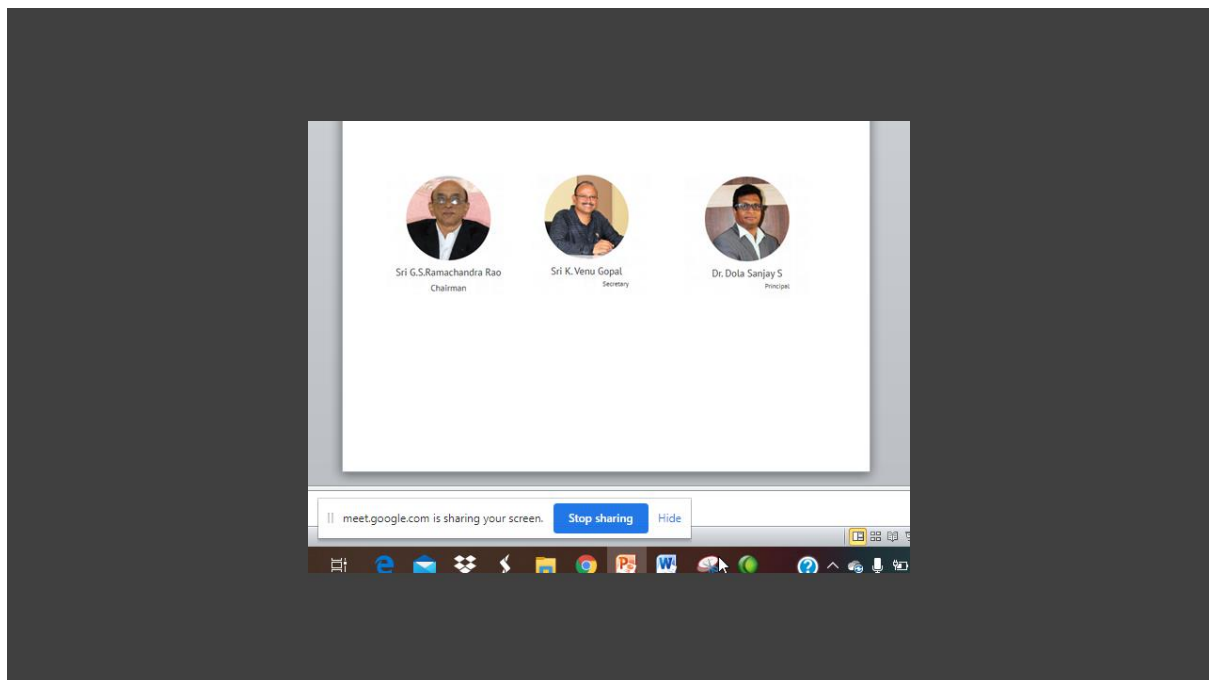 Sri G.S.Ramachandra Rao
Chairman
Sri K. Venu Gopal
Secretary
Dr. Dola Sanjay S
Principal
meet.google.com is sharing your screen. Stop sharing Hide